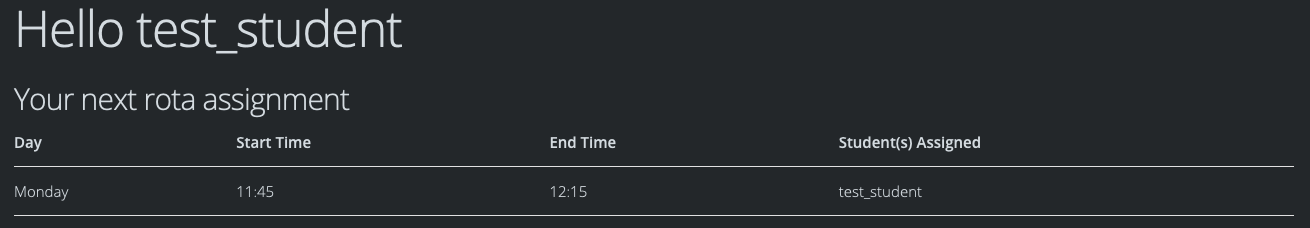 Hello test_student
Your next rota assignment
Day Start Time End Time Student(s) Assigned
Monday 11:45 12:15 test_student